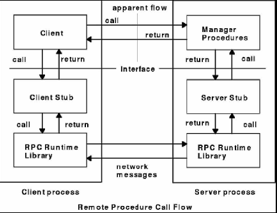 apparent flow
Client
call
return
Manager
Procedures
call
return
Interface
return
call
Client Stub
Server Stub
call
return
return
call
RPC Runtime
Library
RPC Runtime
Library
network
messages
Client process
Server process
Remote Procedure Call Flow